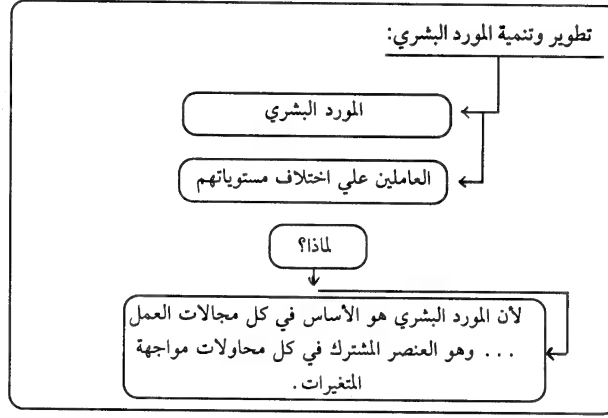 تطوير وتنمية المورد البشري:
المورد البشري
العاملين علي اختلاف مستوياتهم
لماذا؟
لأن المورد البشري هو الأساس في كل مجالات العمل
... وهو العنصر المشترك في كل محاولات مواجهة
المتغيرات.